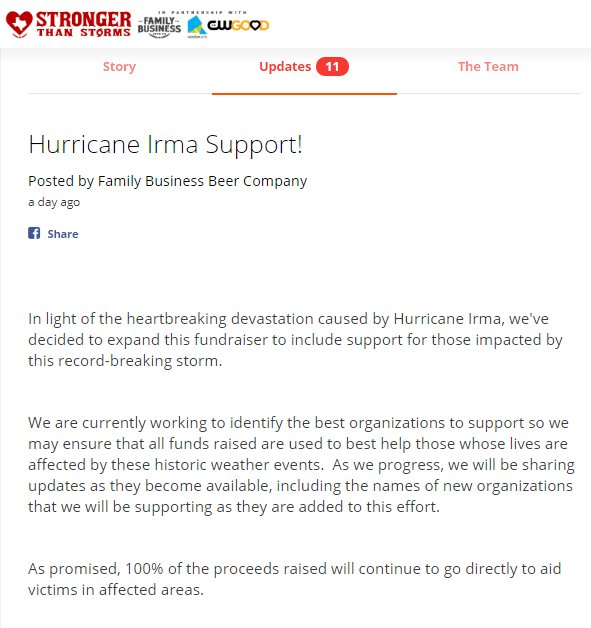 STRONGER
THAN STORMS
IN PARTNERSHIP WITH
FAMILY
BUSINESS
CW GOOD
Story
Updates 11
The Team
Hurricane Irma Support!
Posted by Family Business Beer Company
a day ago
Share
In light of the heartbreaking devastation caused by Hurricane Irma, we've
decided to expand this fundraiser to include support for those impacted by
this record-breaking storm.
We are currently working to identify the best organizations to support so we
may ensure that all funds raised are used to best help those whose lives are
affected by these historic weather events.  As we progress, we will be sharing
updates as they become available, including the names of new organizations
that we will be supporting as they are added to this effort.
As promised, 100% of the proceeds raised will continue to go directly to aid
victims in affected areas.